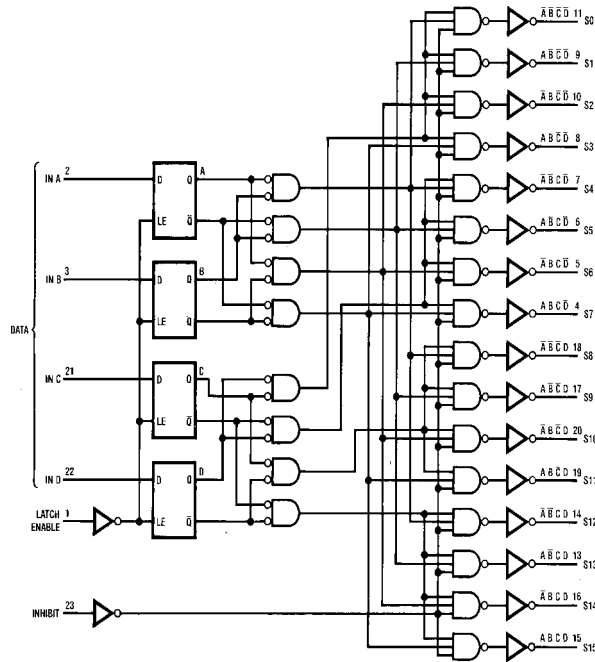 DATA
IN A 2
IN B 3
IN C 21
IN D 22
LATCH ENABLE 1
INHIBIT 23
D Q A
LE Q̅
D Q B
LE Q̅
D Q C
LE Q̅
D Q D
LE Q̅
A̅B̅C̅D̅ 11 S0
AB̅C̅D̅ 9 S1
A̅BC̅D̅ 10 S2
ABC̅D̅ 8 S3
A̅B̅CD̅ 7 S4
AB̅CD̅ 6 S5
A̅BCD̅ 5 S6
ABCD̅ 4 S7
A̅B̅C̅D 18 S8
AB̅C̅D 17 S9
A̅BC̅D 20 S10
ABC̅D 19 S11
A̅B̅CD 14 S12
AB̅CD 13 S13
A̅BCD 16 S14
ABCD 15 S15